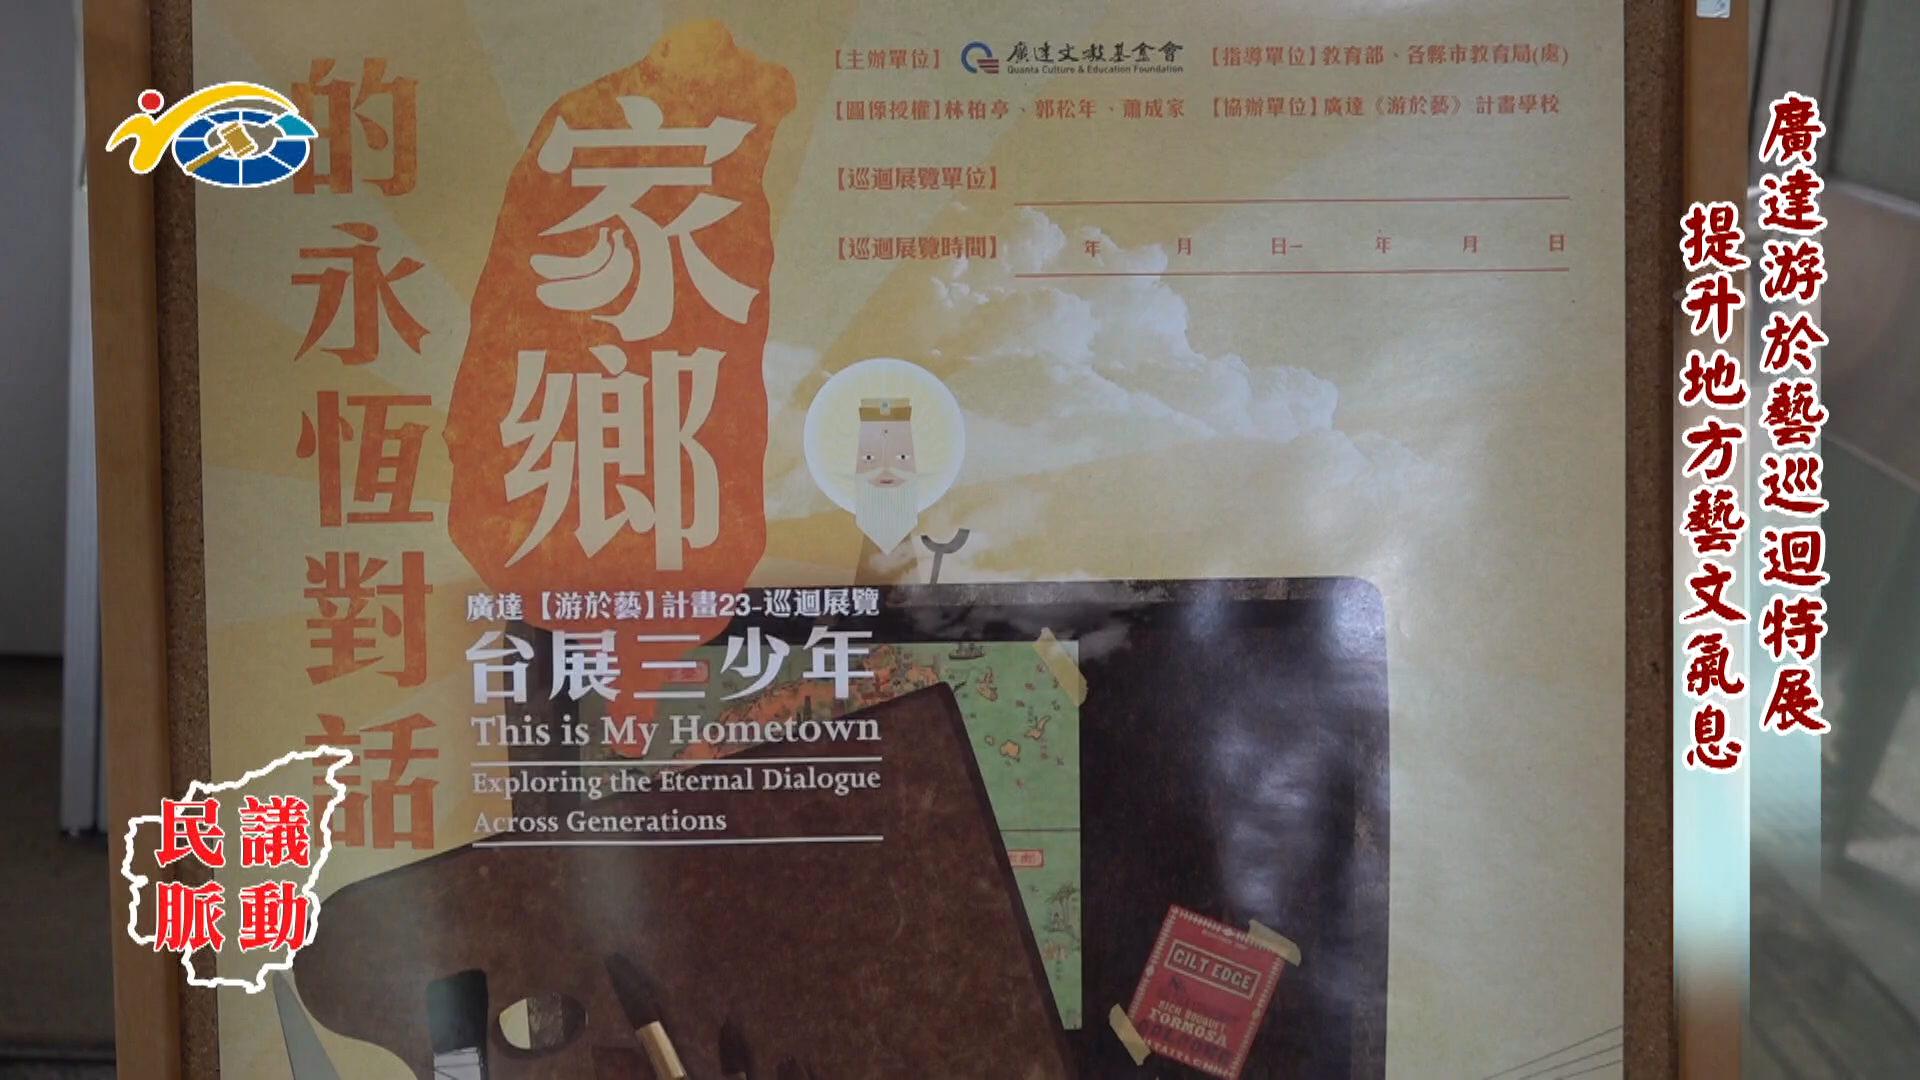 廣達游於藝巡迴特展
提升地方藝文氣息
家鄉
的永恆對話
【主辦單位】廣達文教基金會
Quanta Culture & Education Foundation
【指導單位】教育部、各縣市教育局(處)
【圖像授權】林柏亭、郭松年、蕭成家
【協辦單位】廣達《游於藝》計畫學校
【巡迴展覽單位】
【巡迴展覽時間】 年 月 日— 年 月 日
廣達【游於藝】計畫23-巡迴展覽
台展三少年
This is My Hometown
Exploring the Eternal Dialogue
Across Generations
GILT EDGE
RICH BOUQUET
FORMOSA
民議
脈動